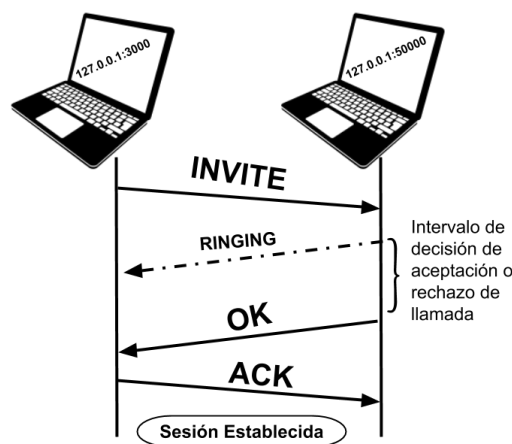 127.0.0.1:3000
127.0.0.1:50000
INVITE
RINGING
Intervalo de
decisión de
aceptación o
rechazo de
llamada
OK
ACK
Sesión Establecida